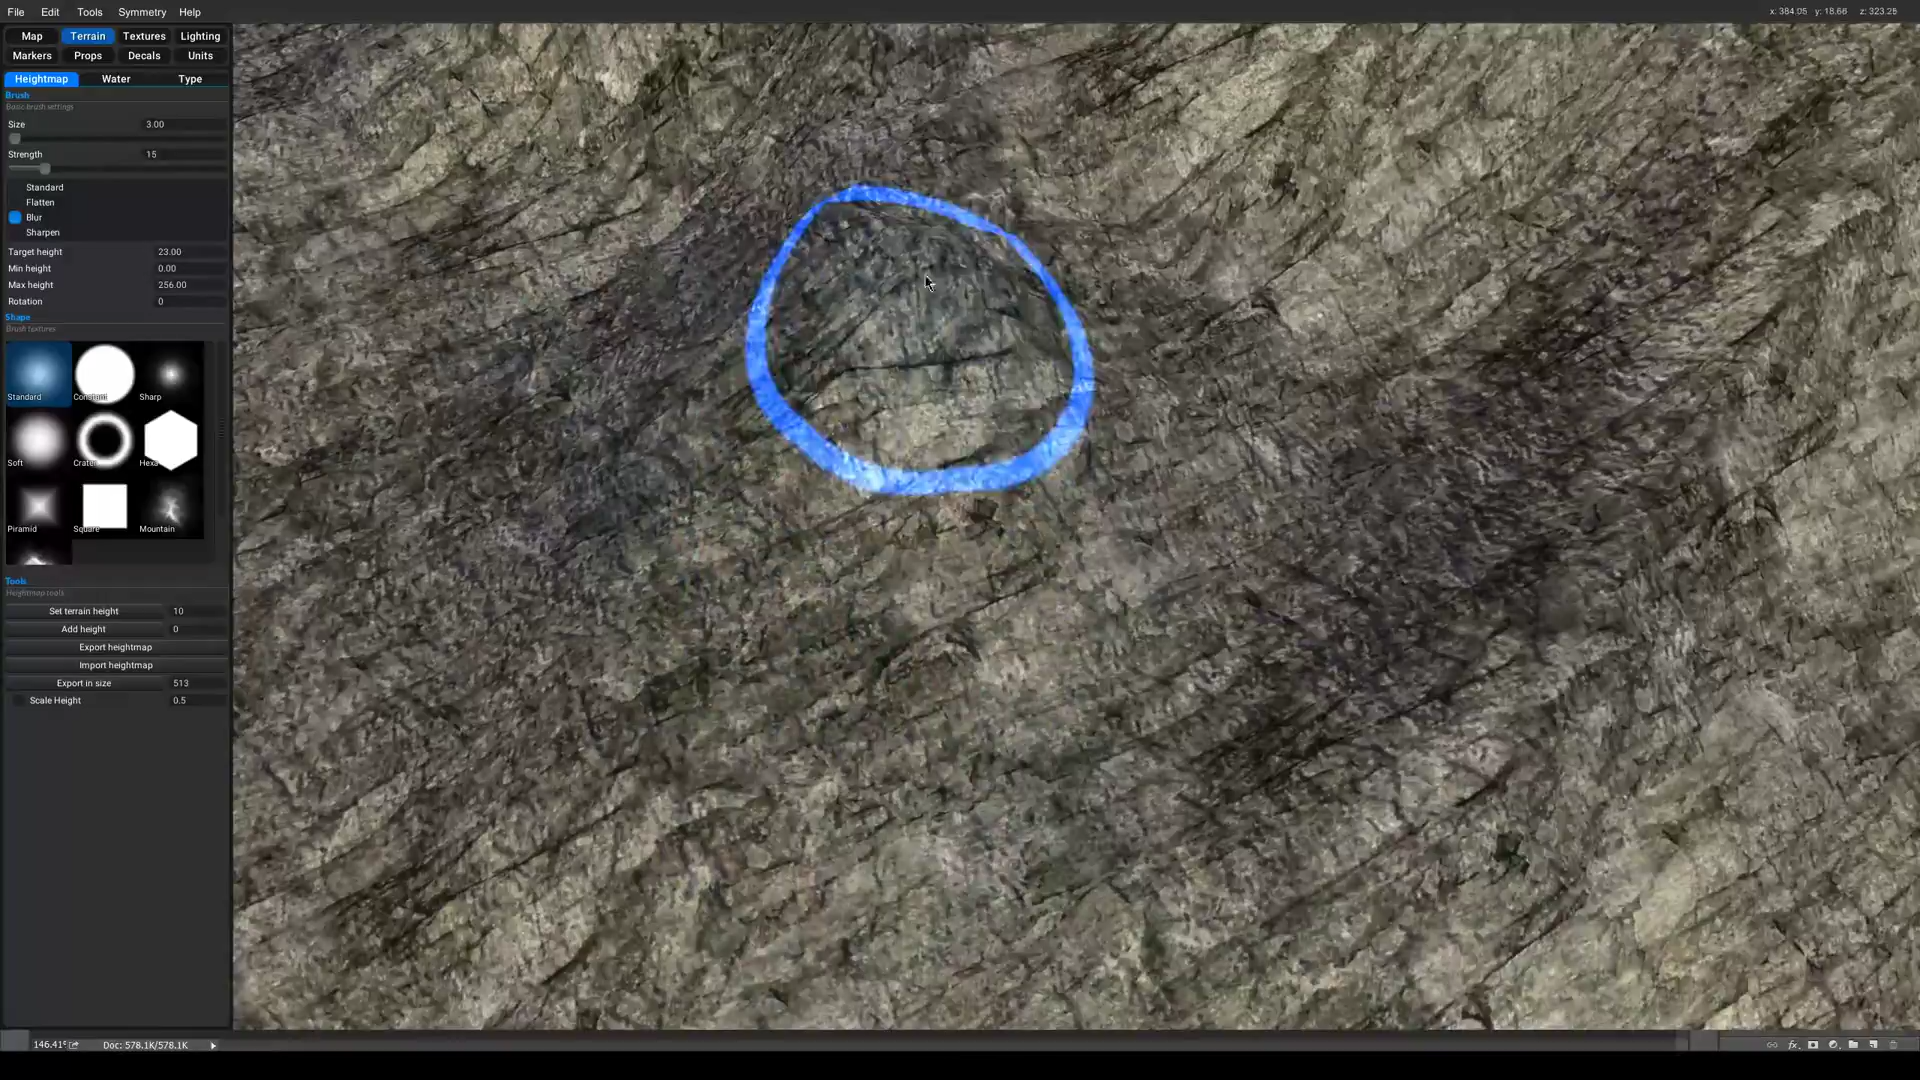 File Edit Tools Symmetry Help
x: 384.05 y: 18.66 z: 323.25
Map Terrain Textures Lighting
Markers Props Decals Units
Heightmap Water Type
Brush
Basic brush settings
Size 3.00
Strength 15
Standard
Flatten
Blur
Sharpen
Target height 23.00
Min height 0.00
Max height 256.00
Rotation 0
Shape
Brush textures
Standard Constant Sharp
Soft Crater Hexa
Piramid Square Mountain
Tools
Heightmap tools
Set terrain height 10
Add height 0
Export heightmap
Import heightmap
Export in size 513
Scale Height 0.5
146.41% Doc: 578.1K/578.1K
fx